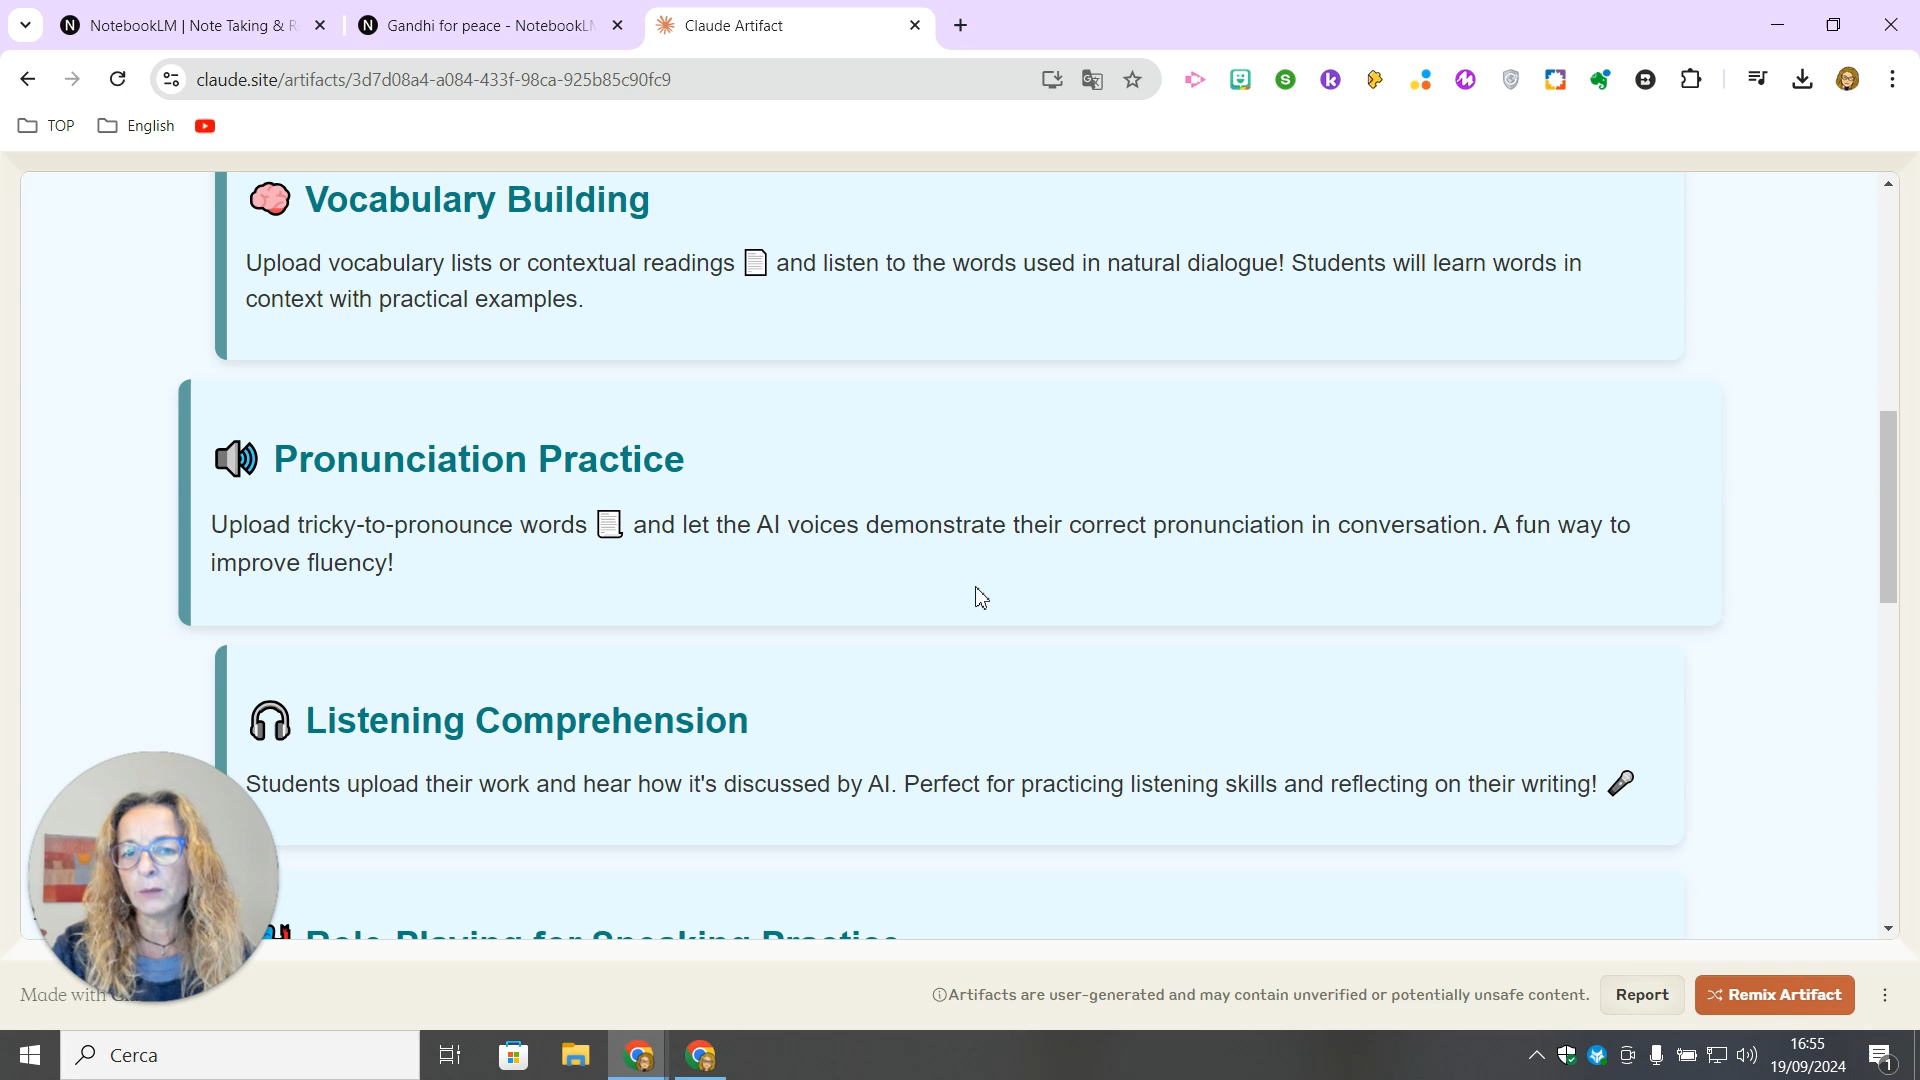 NotebookLM | Note Taking & R
Gandhi for peace - NotebookLM
Claude Artifact
claude.site/artifacts/3d7d08a4-a084-433f-98ca-925b85c90fc9
TOP
English
Vocabulary Building
Upload vocabulary lists or contextual readings and listen to the words used in natural dialogue! Students will learn words in
context with practical examples.
Pronunciation Practice
Upload tricky-to-pronounce words and let the AI voices demonstrate their correct pronunciation in conversation. A fun way to
improve fluency!
Listening Comprehension
Students upload their work and hear how it's discussed by AI. Perfect for practicing listening skills and reflecting on their writing!
Role-Playing for Speaking Practice
Made with
Artifacts are user-generated and may contain unverified or potentially unsafe content.
Report
Remix Artifact
Cerca
16:55
19/09/2024
1